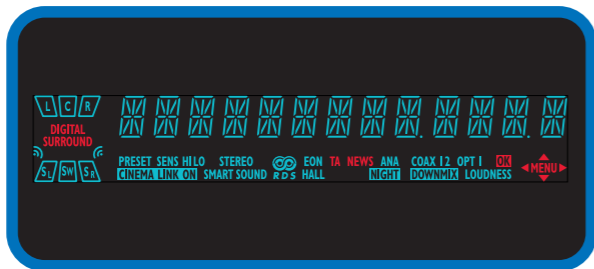 L C R
DIGITAL
SURROUND
SL SW SR
PRESET SENS HI LO STEREO EON TA NEWS ANA COAX 1 2 OPT 1 OK
CINEMA LINK ON SMART SOUND RDS HALL NIGHT DOWNMIX LOUDNESS
MENU